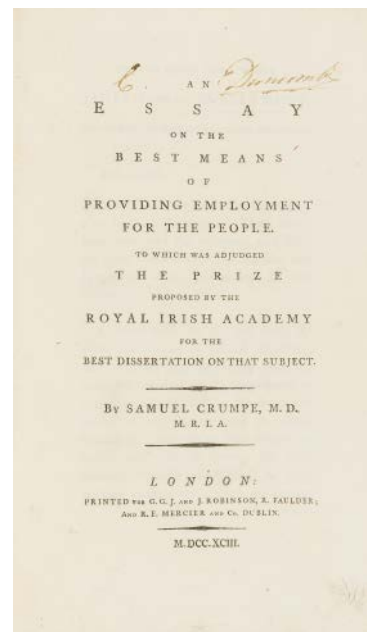 C. Duncombe
AN
ESSAY
ON THE
BEST MEANS
OF
PROVIDING EMPLOYMENT
FOR THE PEOPLE.
TO WHICH WAS ADJUDGED
THE PRIZE
PROPOSED BY THE
ROYAL IRISH ACADEMY
FOR THE
BEST DISSERTATION ON THAT SUBJECT.
By SAMUEL CRUMPE, M.D.
M. R. I. A.
LONDON:
PRINTED FOR G. G. J. AND J. ROBINSON, R. FAULDER;
AND R. E. MERCIER AND CO. DUBLIN.
M.DCC.XCIII.